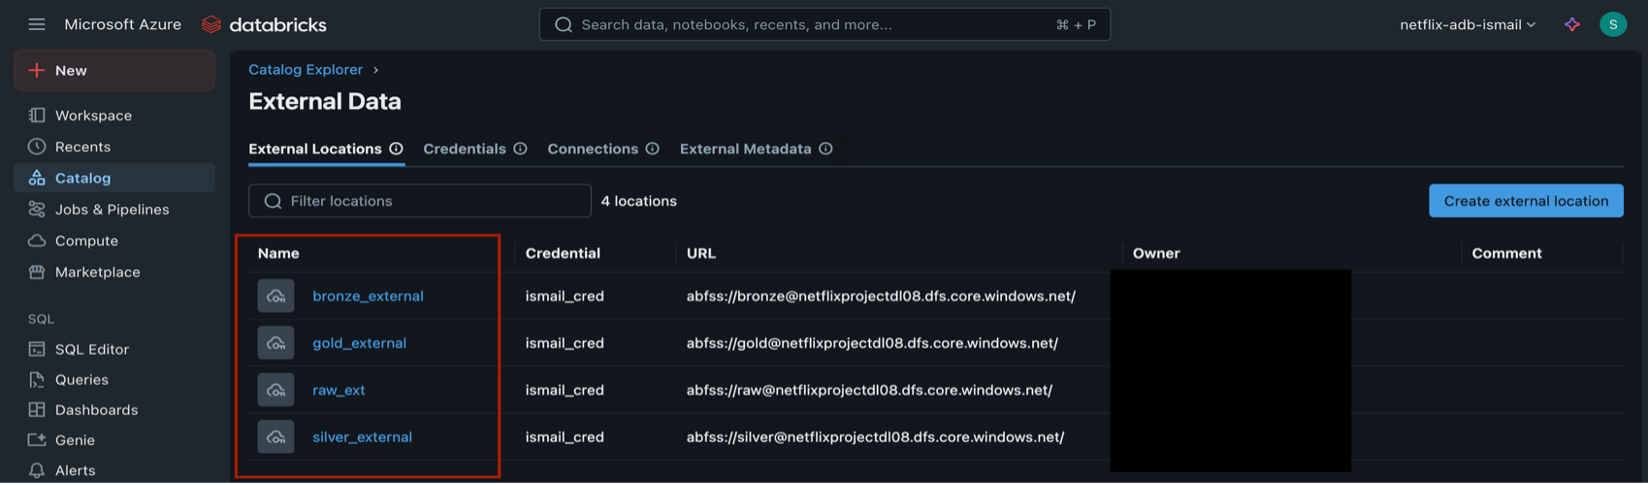 Microsoft Azure databricks Search data, notebooks, recents, and more... ⌘ + P netflix-adb-ismail S
New
Workspace
Recents
Catalog
Jobs & Pipelines
Compute
Marketplace
SQL
SQL Editor
Queries
Dashboards
Genie
Alerts
Catalog Explorer >
External Data
External Locations Credentials Connections External Metadata
Filter locations 4 locations Create external location
Name Credential URL Owner Comment
bronze_external ismail_cred abfss://bronze@netflixprojectdl08.dfs.core.windows.net/
gold_external ismail_cred abfss://gold@netflixprojectdl08.dfs.core.windows.net/
raw_ext ismail_cred abfss://raw@netflixprojectdl08.dfs.core.windows.net/
silver_external ismail_cred abfss://silver@netflixprojectdl08.dfs.core.windows.net/